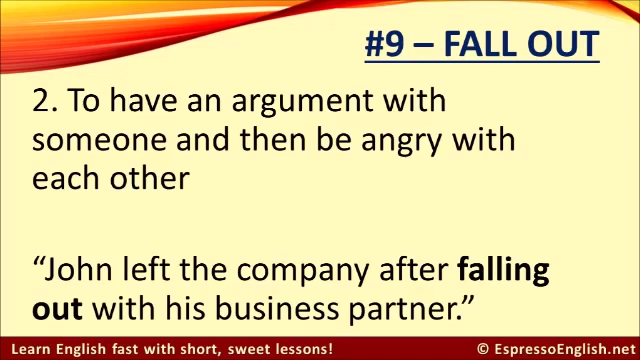 #9 – FALL OUT
2. To have an argument with
someone and then be angry with
each other
“John left the company after falling
out with his business partner.”
Learn English fast with short, sweet lessons!
© EspressoEnglish.net